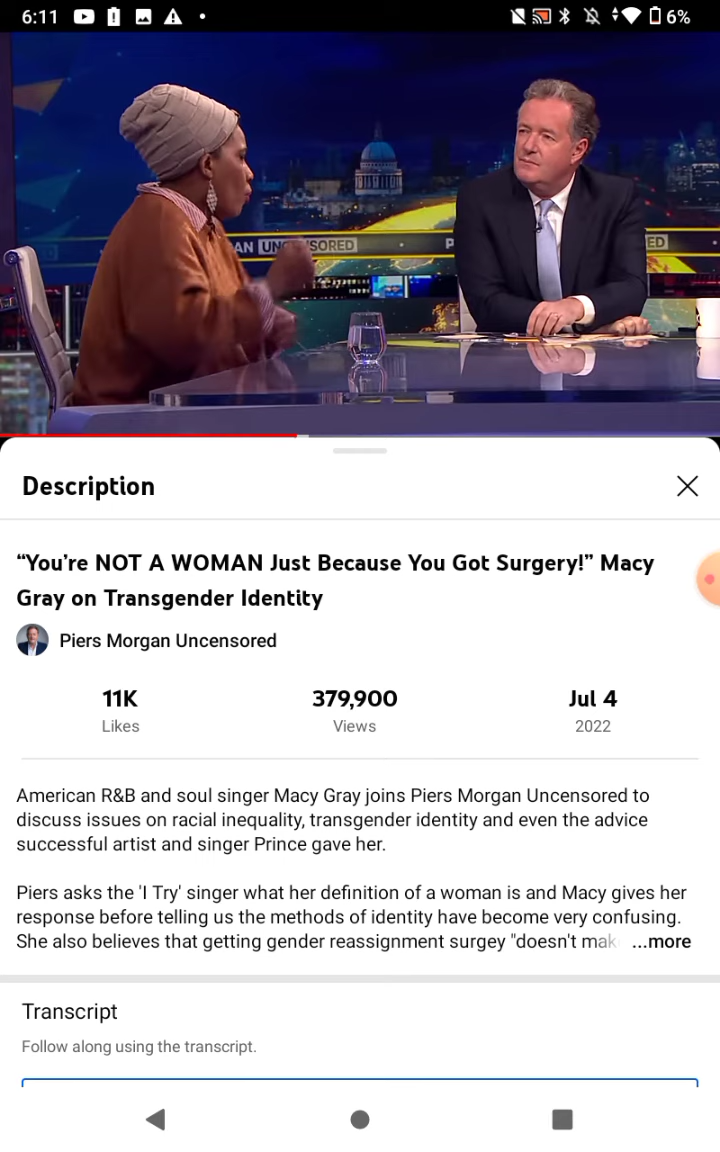 6:11
6%
AN UNCENSORED
P
ED
Description
“You’re NOT A WOMAN Just Because You Got Surgery!” Macy
Gray on Transgender Identity
Piers Morgan Uncensored
11K
379,900
Jul 4
Likes
Views
2022
American R&B and soul singer Macy Gray joins Piers Morgan Uncensored to
discuss issues on racial inequality, transgender identity and even the advice
successful artist and singer Prince gave her.
Piers asks the 'I Try' singer what her definition of a woman is and Macy gives her
response before telling us the methods of identity have become very confusing.
She also believes that getting gender reassignment surgey "doesn't mak ...more
Transcript
Follow along using the transcript.